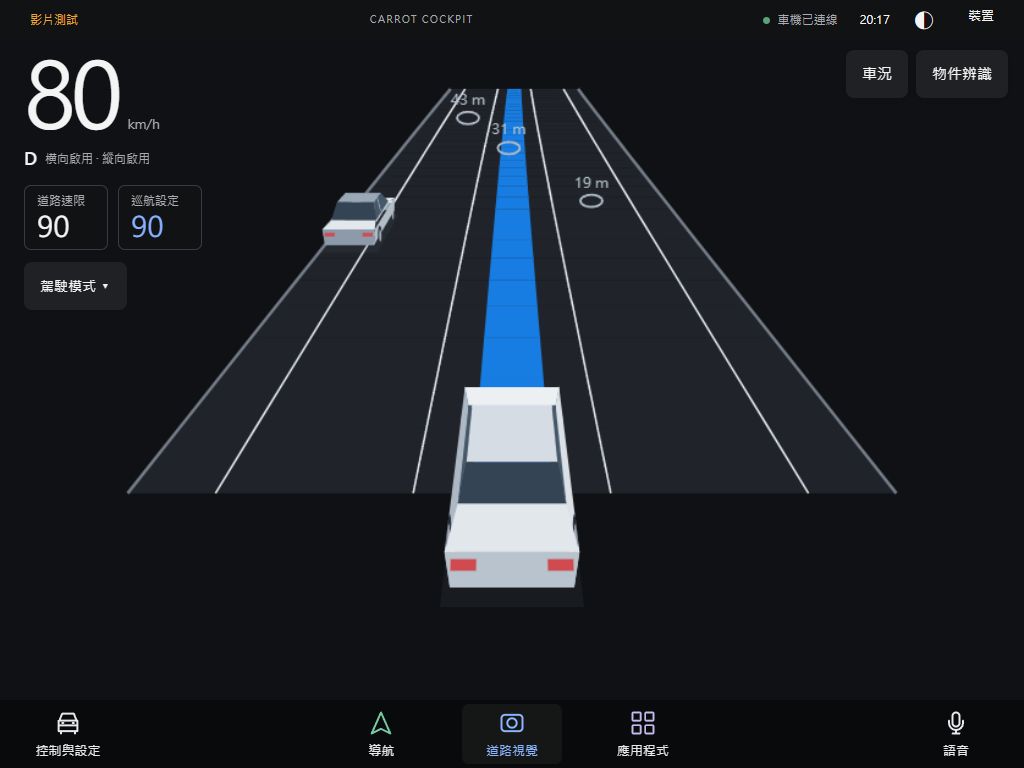 影片測試
CARROT COCKPIT
車機已連線
20:17
裝置
80 km/h
D 橫向啟用 · 縱向啟用
道路速限
90
巡航設定
90
駕駛模式 ▾
車況
物件辨識
43 m
31 m
19 m
控制與設定
導航
道路視覺
應用程式
語音